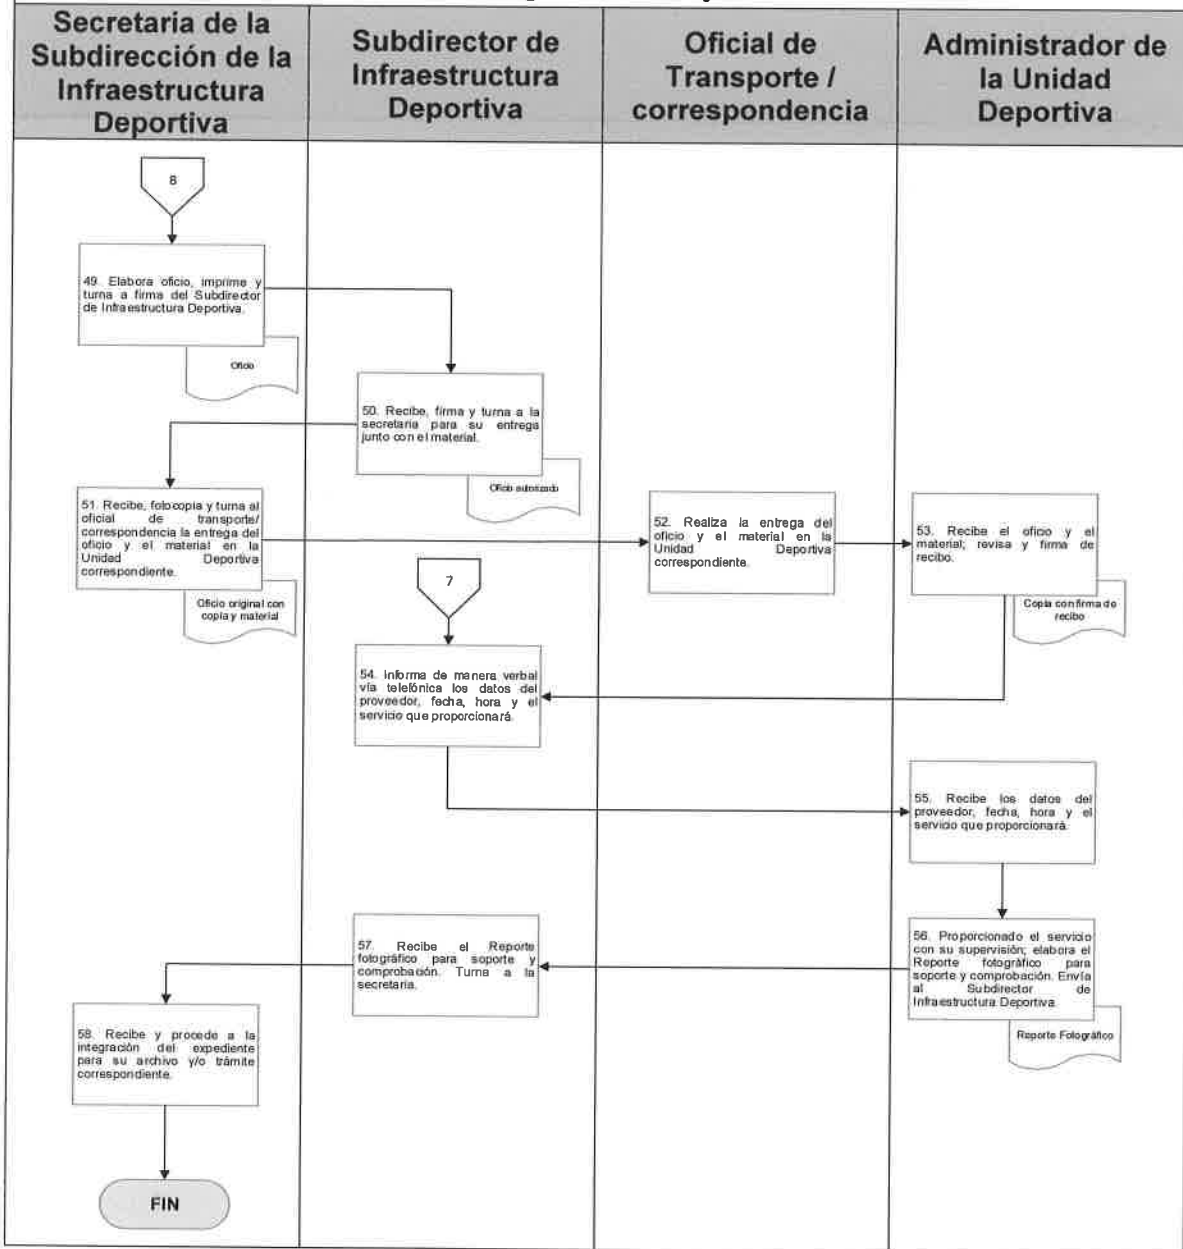 Secretaria de la
Subdirección de la
Infraestructura
Deportiva
Subdirector de
Infraestructura
Deportiva
Oficial de
Transporte /
correspondencia
Administrador de
la Unidad
Deportiva
8
49. Elabora oficio, imprime y
turna a firma del Subdirector
de Infraestructura Deportiva.
Oficio
50. Recibe, firma y turna a la
secretaria para su entrega
junto con el material.
Oficio autorizado
51. Recibe, fotocopia y turna al
oficial de transporte/
correspondencia la entrega del
oficio y el material en la
Unidad Deportiva
correspondiente.
Oficio original con
copia y material
52. Realiza la entrega del
oficio y el material en la
Unidad Deportiva
correspondiente.
53. Recibe el oficio y el
material; revisa y firma de
recibo.
Copia con firma de
recibo
7
54. Informa de manera verbal
vía telefónica los datos del
proveedor, fecha, hora y el
servicio que proporcionará.
55. Recibe los datos del
proveedor, fecha, hora y el
servicio que proporcionará.
56. Proporcionado el servicio
con su supervisión; elabora el
Reporte fotográfico para
soporte y comprobación. Envía
al Subdirector de
Infraestructura Deportiva.
Reporte Fotográfico
57. Recibe el Reporte
fotográfico para soporte y
comprobación. Turna a la
secretaria.
58. Recibe y procede a la
integración del expediente
para su archivo y/o trámite
correspondiente.
FIN